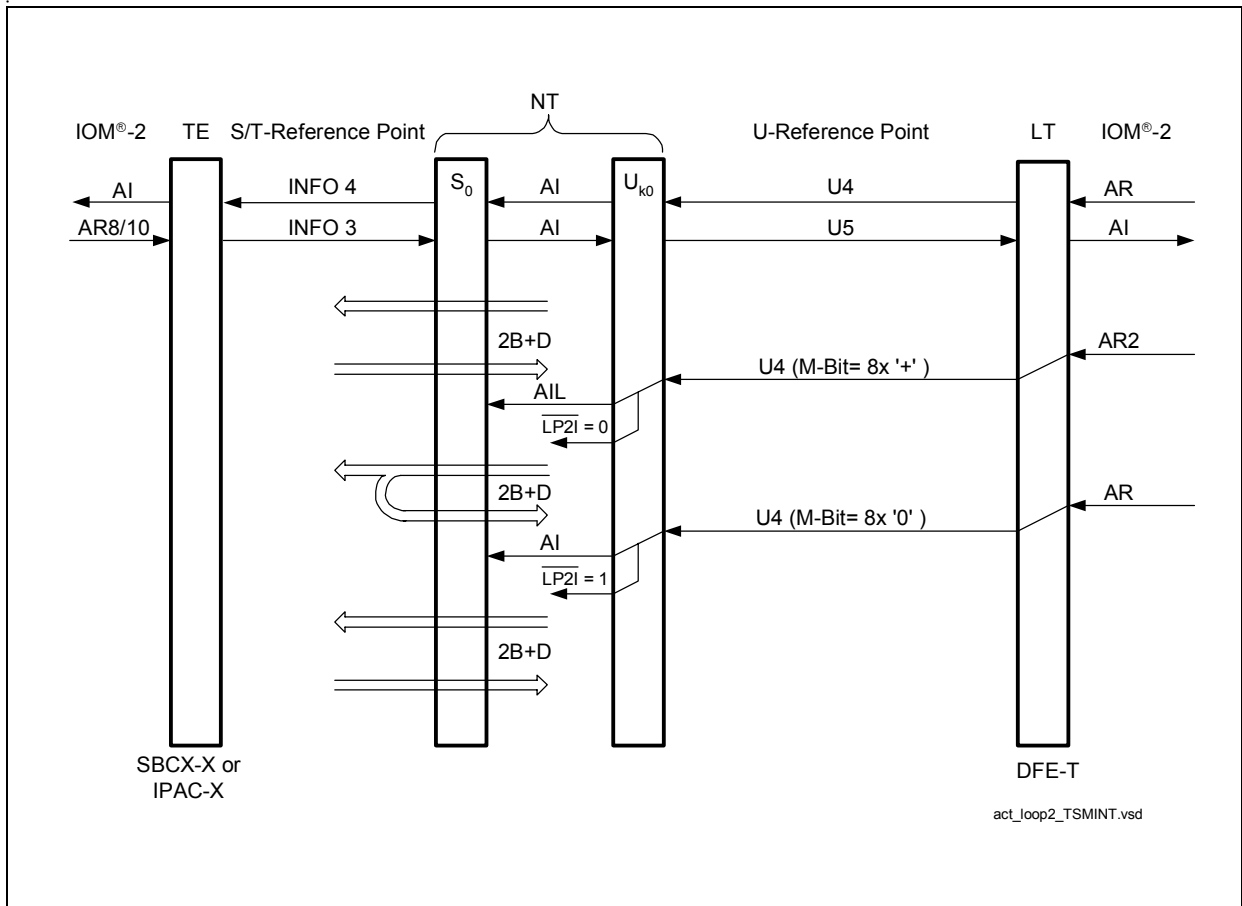 NT
IOM®-2 TE S/T-Reference Point U-Reference Point LT IOM®-2
S0 Uk0
AI INFO 4 AI U4 AR
AR8/10 INFO 3 AI U5 AI
2B+D
AR2
U4 (M-Bit= 8x '+' )
AIL
LP2I = 0
2B+D
AR
U4 (M-Bit= 8x '0' )
AI
LP2I = 1
2B+D
SBCX-X or
IPAC-X
DFE-T
act_loop2_TSMINT.vsd